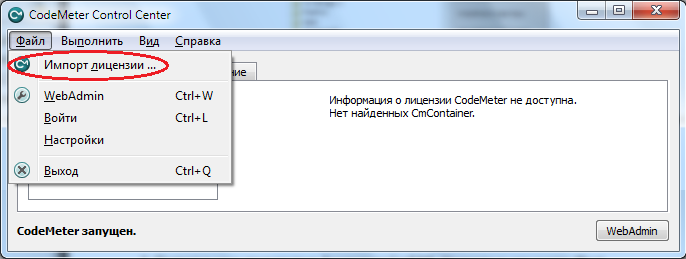 CodeMeter Control Center
Файл Выполнить Вид Справка
Импорт лицензии ...
ние
WebAdmin Ctrl+W
Войти Ctrl+L
Настройки
Выход Ctrl+Q
Информация о лицензии CodeMeter не доступна.
Нет найденных CmContainer.
CodeMeter запущен.
WebAdmin